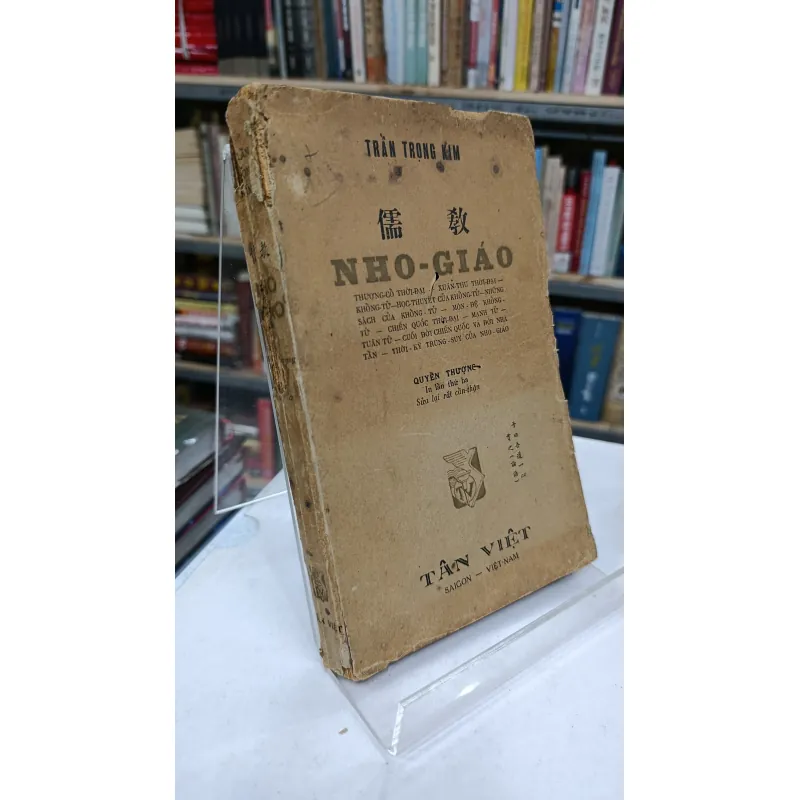 TRẦN TRỌNG KIM
儒 教
NHO-GIÁO
THƯỢNG-CỔ THỜI-ĐẠI — XUÂN-THU THỜI-ĐẠI —
KHỔNG-TỬ — HỌC-THUYẾT CỦA KHỔNG-TỬ — NHỮNG
SÁCH CỦA KHỔNG-TỬ — MÔN-ĐỆ KHỔNG-
TỬ — CHIẾN QUỐC THỜI-ĐẠI — MẠNH-TỬ —
TUÂN-TỬ — CUỐI ĐỜI CHIẾN QUỐC VÀ ĐỜI NHÀ
TẦN — THỜI-KỲ TRUNG-SUY CỦA NHO-GIÁO
QUYỂN THƯỢNG
In lần thứ ba
Sửa lại rất cẩn-thận
TV
TÂN VIỆT
SAIGON — VIỆT-NAM